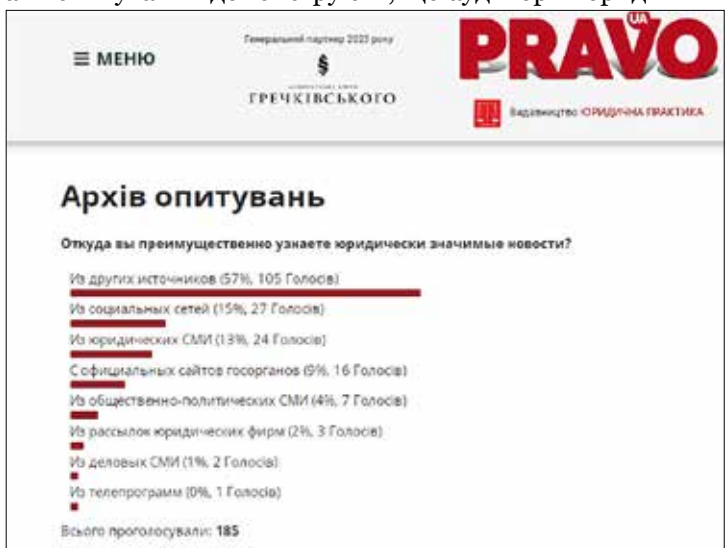 ☰ МЕНЮ
Генеральний партнер 2023 року
§
ГРЕЧКІВСЬКОГО
PRAVO
UA
Видавництво ЮРИДИЧНА ПРАКТИКА
Архів опитувань
Откуда вы преимущественно узнаете юридически значимые новости?
Из других источников (57%, 105 Голосів)
Из социальных сетей (15%, 27 Голосів)
Из юридических СМИ (13%, 24 Голосів)
С официальных сайтов госорганов (9%, 16 Голосів)
Из общественно-политических СМИ (4%, 7 Голосів)
Из рассылок юридических фирм (2%, 3 Голосів)
Из деловых СМИ (1%, 2 Голосів)
Из телепрограмм (0%, 1 Голосів)
Всього проголосували: 185